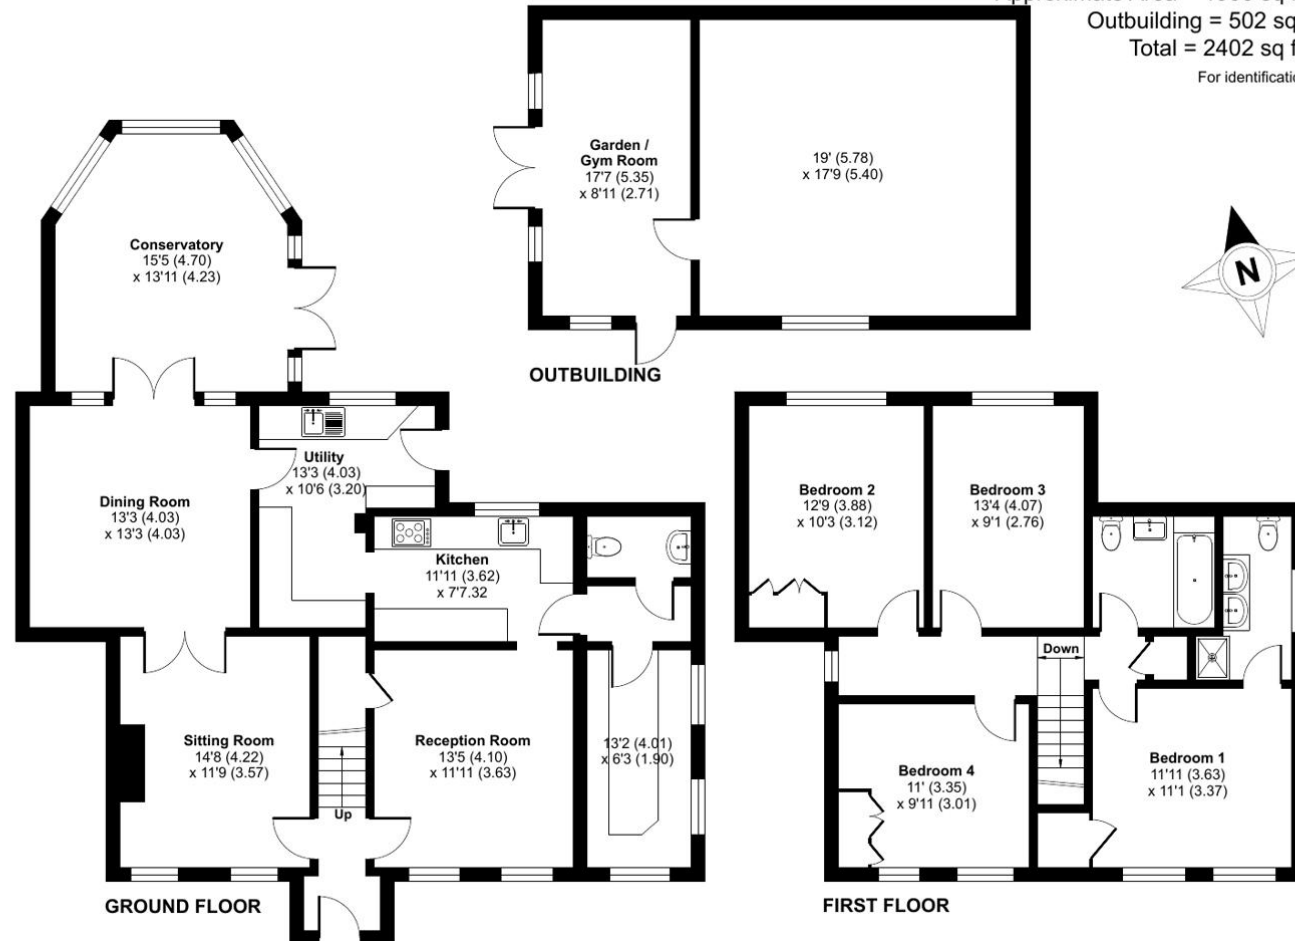 Outbuilding = 502 sq
Total = 2402 sq f
For identificatio
Garden /
Gym Room
17'7 (5.35)
x 8'11 (2.71)
19' (5.78)
x 17'9 (5.40)
N
OUTBUILDING
Conservatory
15'5 (4.70)
x 13'11 (4.23)
Utility
13'3 (4.03)
x 10'6 (3.20)
Dining Room
13'3 (4.03)
x 13'3 (4.03)
Kitchen
11'11 (3.62)
x 7'7.32
Sitting Room
14'8 (4.22)
x 11'9 (3.57)
Up
Reception Room
13'5 (4.10)
x 11'11 (3.63)
13'2 (4.01)
x 6'3 (1.90)
GROUND FLOOR
Bedroom 2
12'9 (3.88)
x 10'3 (3.12)
Bedroom 3
13'4 (4.07)
x 9'1 (2.76)
Down
Bedroom 4
11' (3.35)
x 9'11 (3.01)
Bedroom 1
11'11 (3.63)
x 11'1 (3.37)
FIRST FLOOR